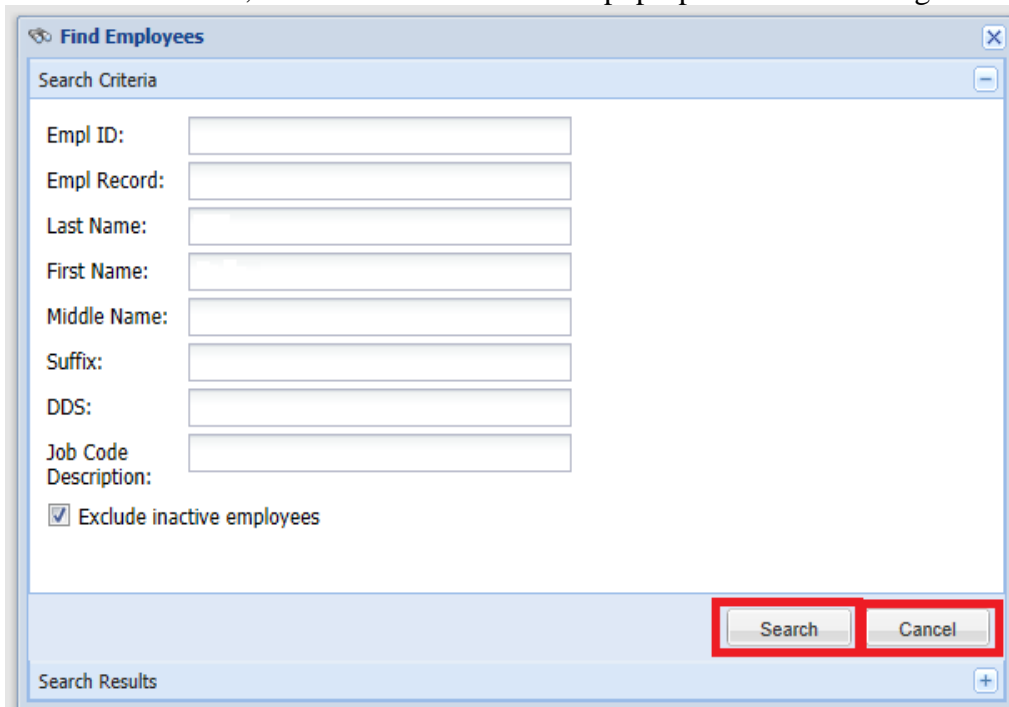 Find Employees
Search Criteria
Empl ID:
Empl Record:
Last Name:
First Name:
Middle Name:
Suffix:
DDS:
Job Code
Description:
Exclude inactive employees
Search Cancel
Search Results